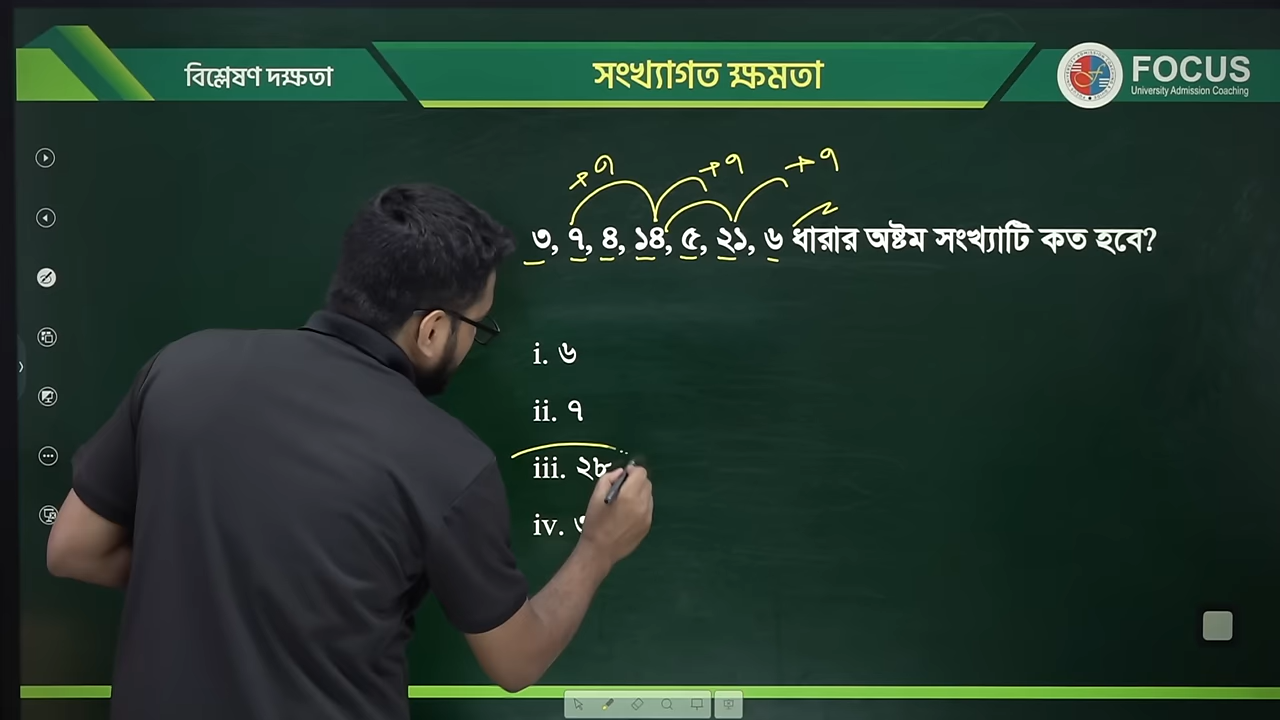 বিশ্লেষণ দক্ষতা
সংখ্যাগত ক্ষমতা
FOCUS
University Admission Coaching
+৭ +৭ +৭
৩, ৭, ৪, ১৪, ৫, ২১, ৬ ধারার অষ্টম সংখ্যাটি কত হবে?
i. ৬
ii. ৭
iii. ২৮
iv.